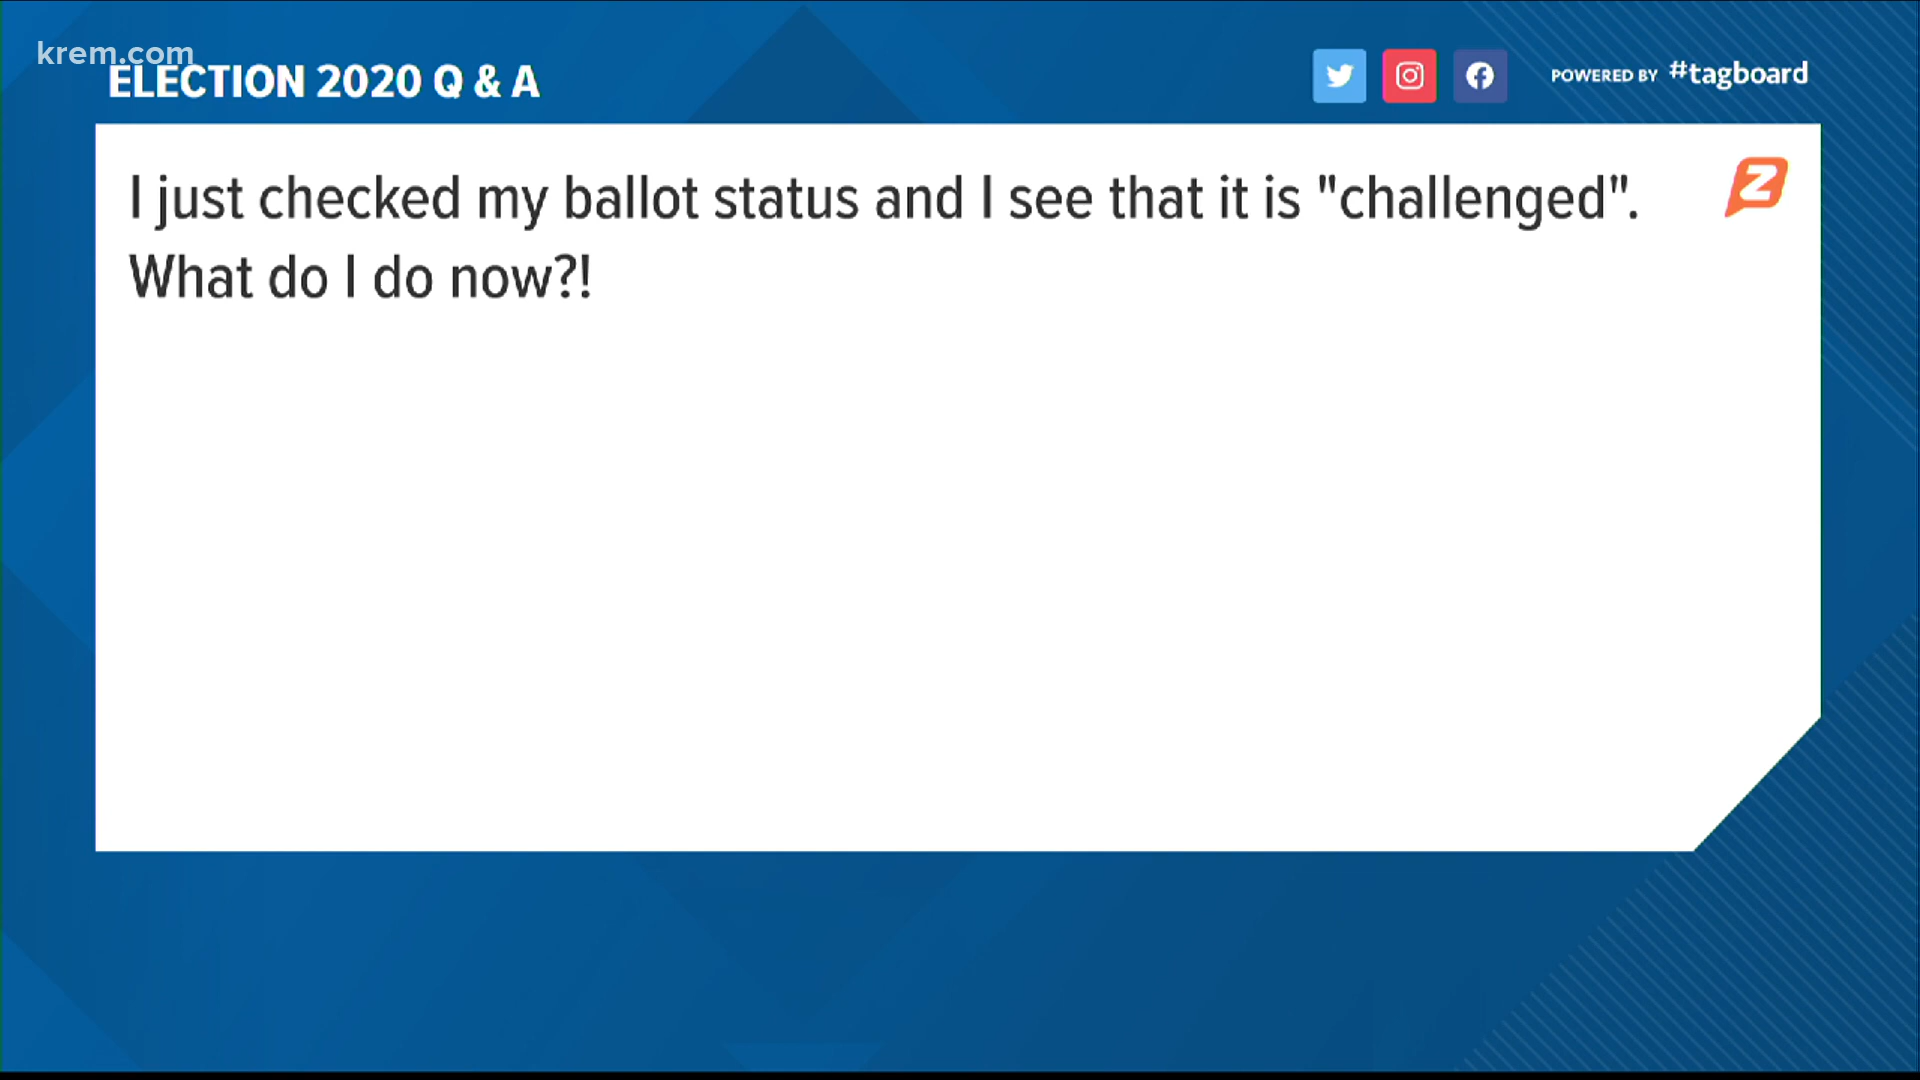 krem.com
ELECTION 2020 Q & A
POWERED BY #tagboard
I just checked my ballot status and I see that it is "challenged".
What do I do now?!